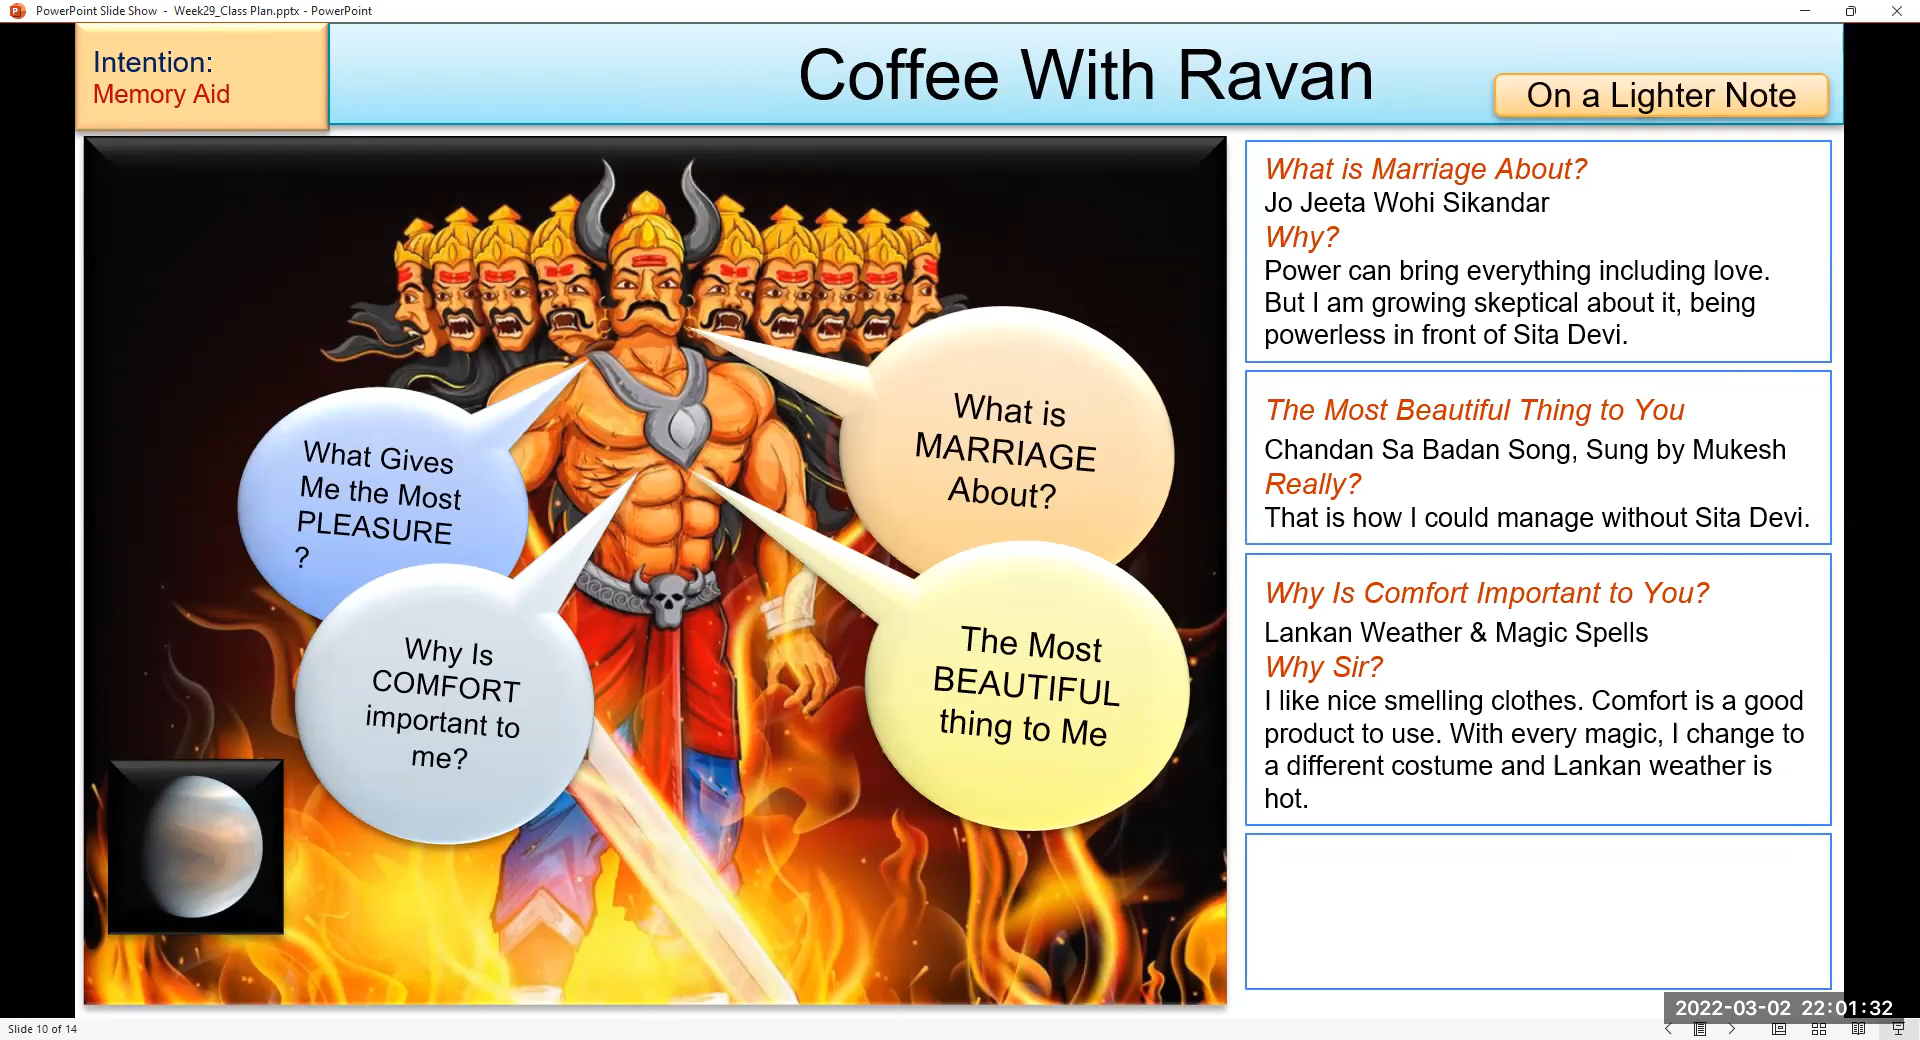 PowerPoint Slide Show - Week29_Class Plan.pptx - PowerPoint
Intention:
Memory Aid
Coffee With Ravan
On a Lighter Note
What Gives
Me the Most
PLEASURE
?
What is
MARRIAGE
About?
Why Is
COMFORT
important to
me?
The Most
BEAUTIFUL
thing to Me
What is Marriage About?
Jo Jeeta Wohi Sikandar
Why?
Power can bring everything including love.
But I am growing skeptical about it, being
powerless in front of Sita Devi.
The Most Beautiful Thing to You
Chandan Sa Badan Song, Sung by Mukesh
Really?
That is how I could manage without Sita Devi.
Why Is Comfort Important to You?
Lankan Weather & Magic Spells
Why Sir?
I like nice smelling clothes. Comfort is a good
product to use. With every magic, I change to
a different costume and Lankan weather is
hot.
2022-03-02 22:01:32
Slide 10 of 14